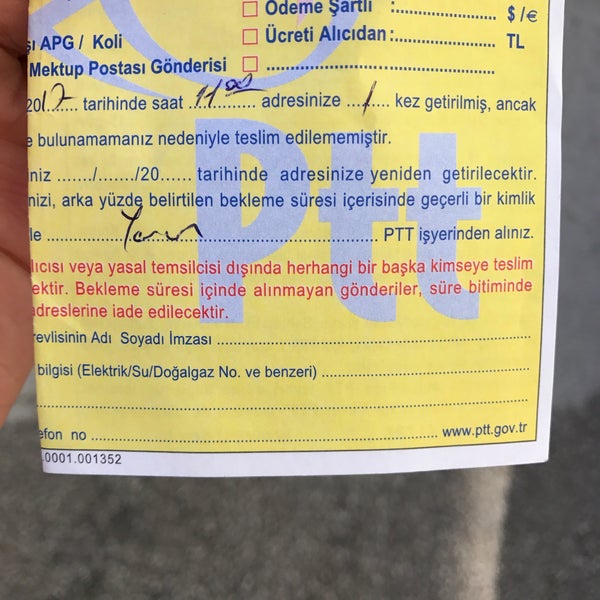 Ödeme Şartlı :.................. $ /€
şı APG / Koli Ücreti Alıcıdan :.................. TL
Mektup Postası Gönderisi ..................
2017 tarihinde saat 11.00 adresinize 1 kez getirilmiş, ancak
e bulunamamanız nedeniyle teslim edilememiştir.
niz ......./......./20...... tarihinde adresinize yeniden getirilecektir.
nizi, arka yüzde belirtilen bekleme süresi içerisinde geçerli bir kimlik
le .................. PTT işyerinden alınız.
lıcısı veya yasal temsilcisi dışında herhangi bir başka kimseye teslim
ektir. Bekleme süresi içinde alınmayan gönderiler, süre bitiminde
adreslerine iade edilecektir.
revlisinin Adı Soyadı İmzası ..................
bilgisi (Elektrik/Su/Doğalgaz No. ve benzeri) ..................
..................
efon no .................. www.ptt.gov.tr
.0001.001352
Ptt